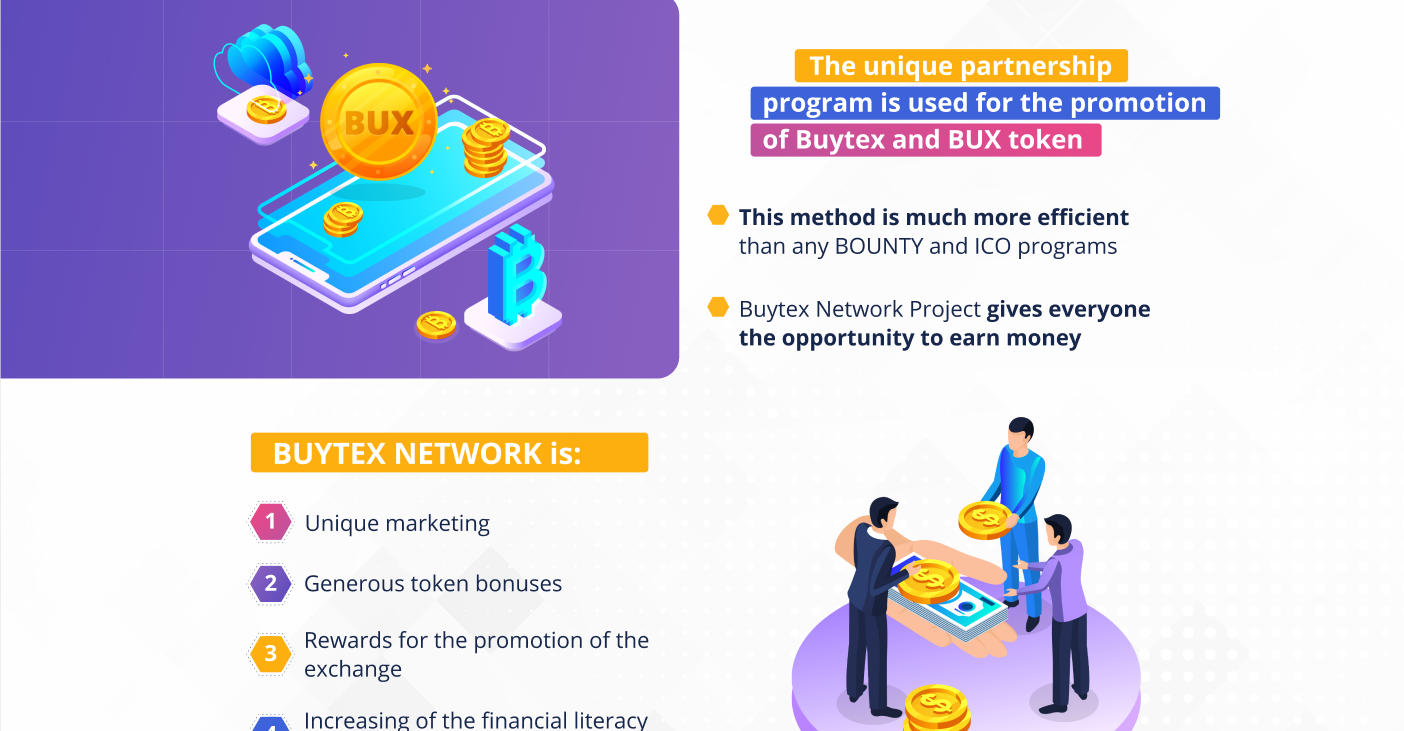 BUX
The unique partnership
program is used for the promotion
of Buytex and BUX token
This method is much more efficient
than any BOUNTY and ICO programs
Buytex Network Project gives everyone
the opportunity to earn money
BUYTEX NETWORK is:
1 Unique marketing
2 Generous token bonuses
3 Rewards for the promotion of the
exchange
4 Increasing of the financial literacy